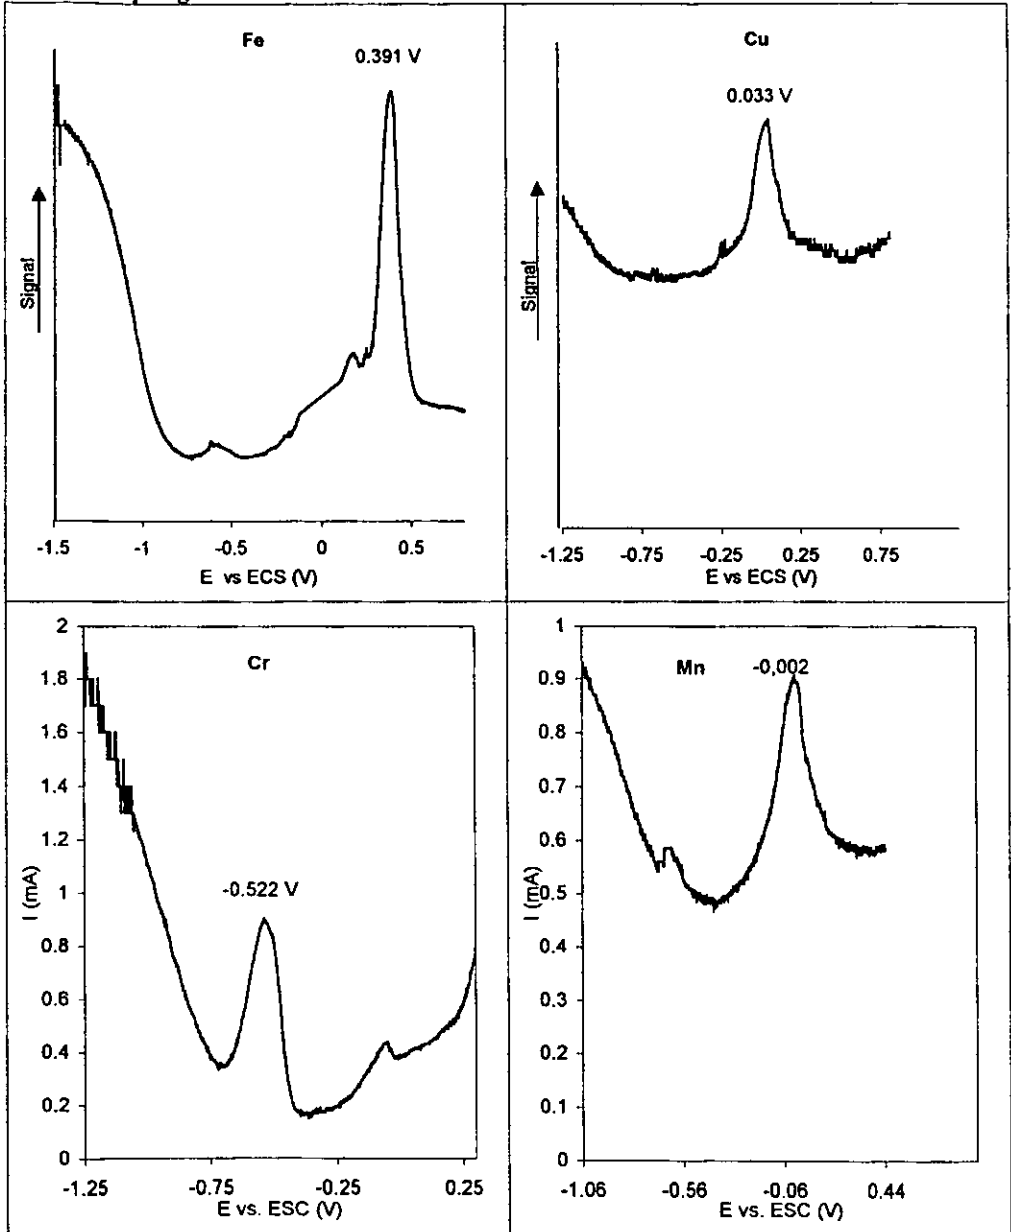 Fe
0.391 V
Signal
-1.5 -1 -0.5 0 0.5
E vs ECS (V)
Cu
0.033 V
Signal
-1.25 -0.75 -0.25 0.25 0.75
E vs ECS (V)
Cr
-0.522 V
I (mA)
2
1.8
1.6
1.4
1.2
1
0.8
0.6
0.4
0.2
0
-1.25 -0.75 -0.25 0.25
E vs. ESC (V)
Mn -0,002
I (mA)
1
0.9
0.8
0.7
0.6
0.5
0.4
0.3
0.2
0.1
0
-1.06 -0.56 -0.06 0.44
E vs. ESC (V)